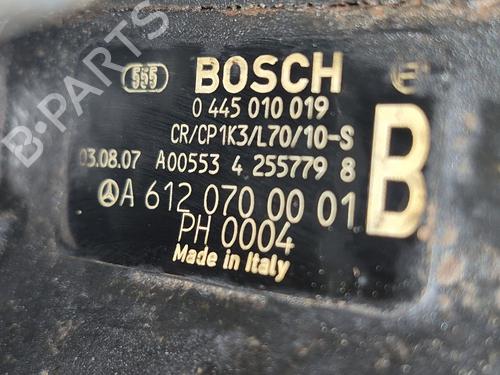 B-PARTS
555 BOSCH
0 445 010 019
CR/CP1K3/L70/10-S
03.08.07 A00553 4 255779 8
A 612 070 00 01 B
PH 0004
Made in Italy